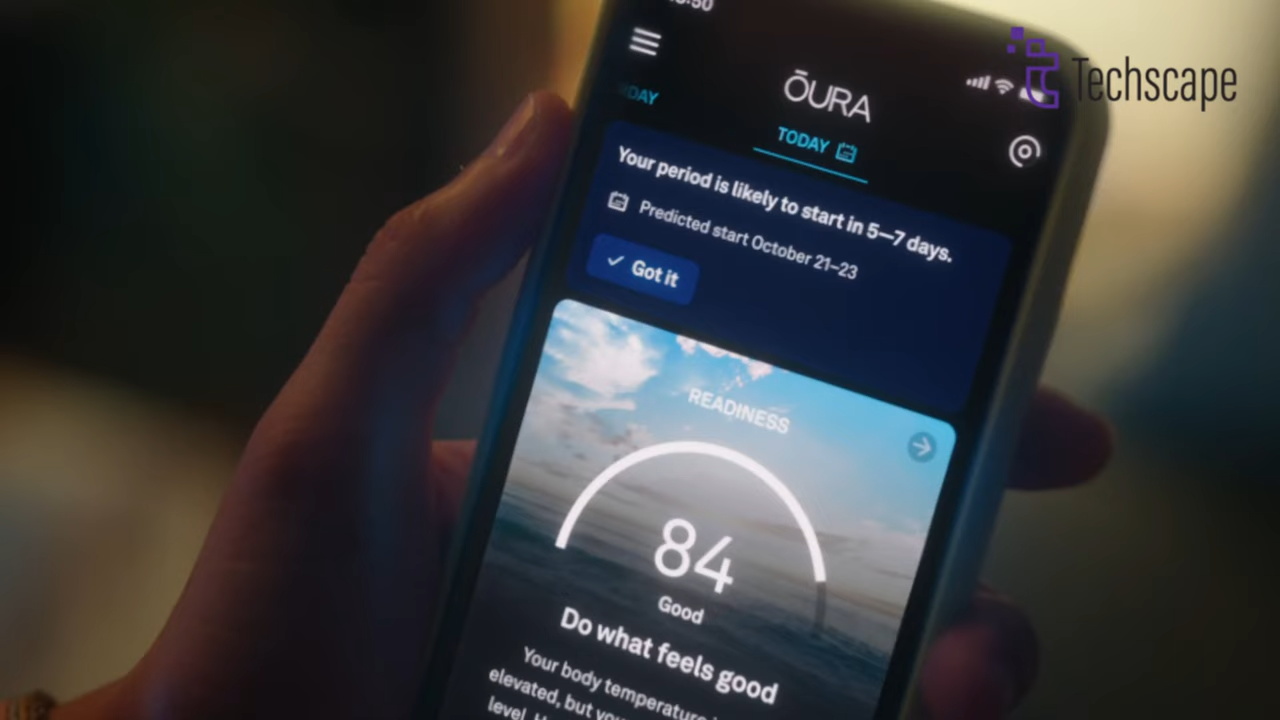 ŌURA
Techscape
TODAY
Your period is likely to start in 5–7 days.
Predicted start October 21–23
Got it
READINESS
84
Good
Do what feels good
Your body temperature
elevated, but
level.